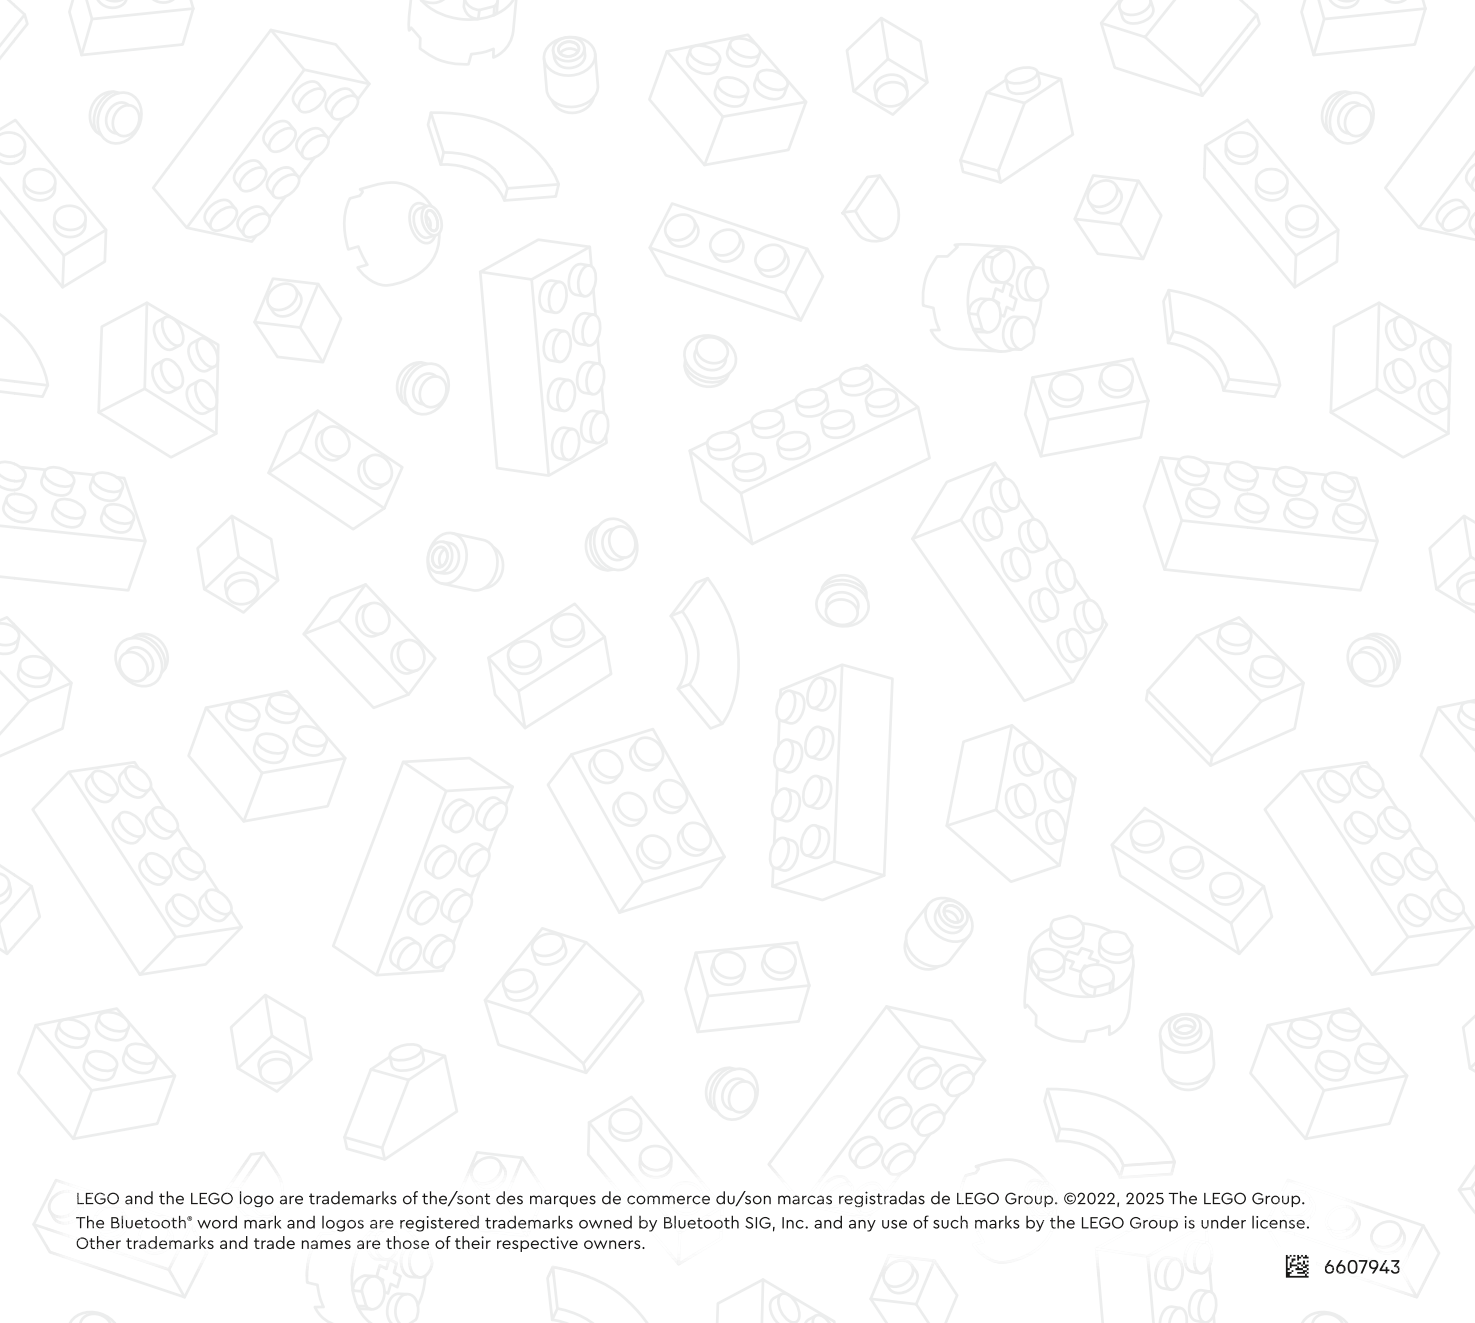 LEGO and the LEGO logo are trademarks of the/sont des marques de commerce du/son marcas registradas de LEGO Group. ©2022, 2025 The LEGO Group.
The Bluetooth® word mark and logos are registered trademarks owned by Bluetooth SIG, Inc. and any use of such marks by the LEGO Group is under license.
Other trademarks and trade names are those of their respective owners.
6607943